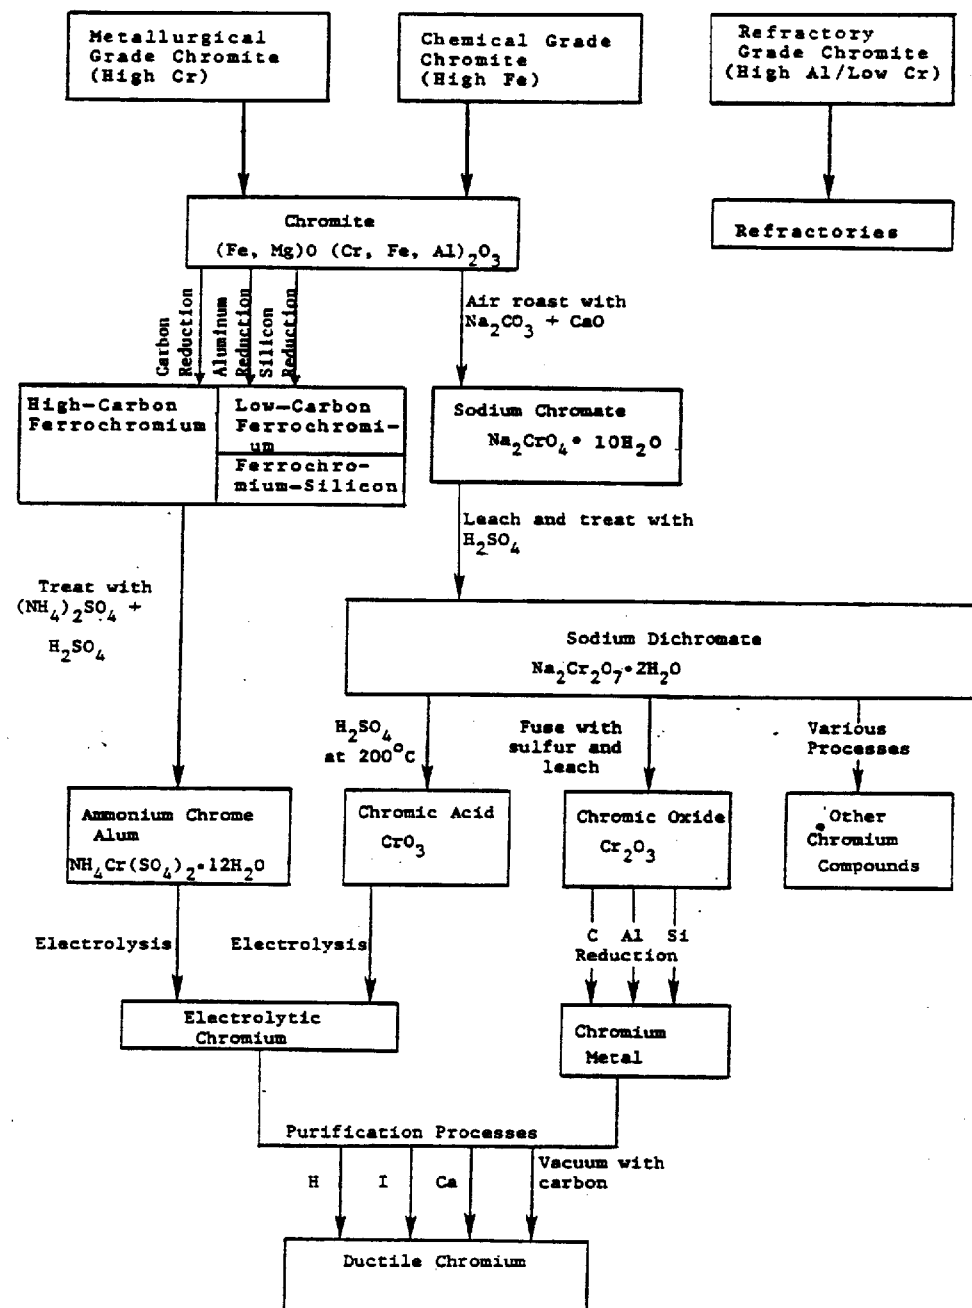 Metallurgical
Grade Chromite
(High Cr)
Chemical Grade
Chromite
(High Fe)
Refractory
Grade Chromite
(High Al/Low Cr)
Chromite
(Fe, Mg)O (Cr, Fe, Al)₂O₃
Refractories
Carbon
Reduction
Aluminum
Reduction
Silicon
Reduction
Air roast with
Na₂CO₃ + CaO
High-Carbon
Ferrochromium
Low-Carbon
Ferrochromi-
um
Ferrochro-
mium-Silicon
Sodium Chromate
Na₂CrO₄• 10H₂O
Leach and treat with
H₂SO₄
Treat with
(NH₄)₂SO₄ +
H₂SO₄
Sodium Dichromate
Na₂Cr₂O₇•2H₂O
H₂SO₄
at 200°C
Fuse with
sulfur and
leach
Various
Processes
Ammonium Chrome
Alum
NH₄Cr(SO₄)₂•12H₂O
Chromic Acid
CrO₃
Chromic Oxide
Cr₂O₃
Other
Chromium
Compounds
Electrolysis
Electrolysis
C Al Si
Reduction
Electrolytic
Chromium
Chromium
Metal
Purification Processes
H I Ca
Vacuum with
carbon
Ductile Chromium